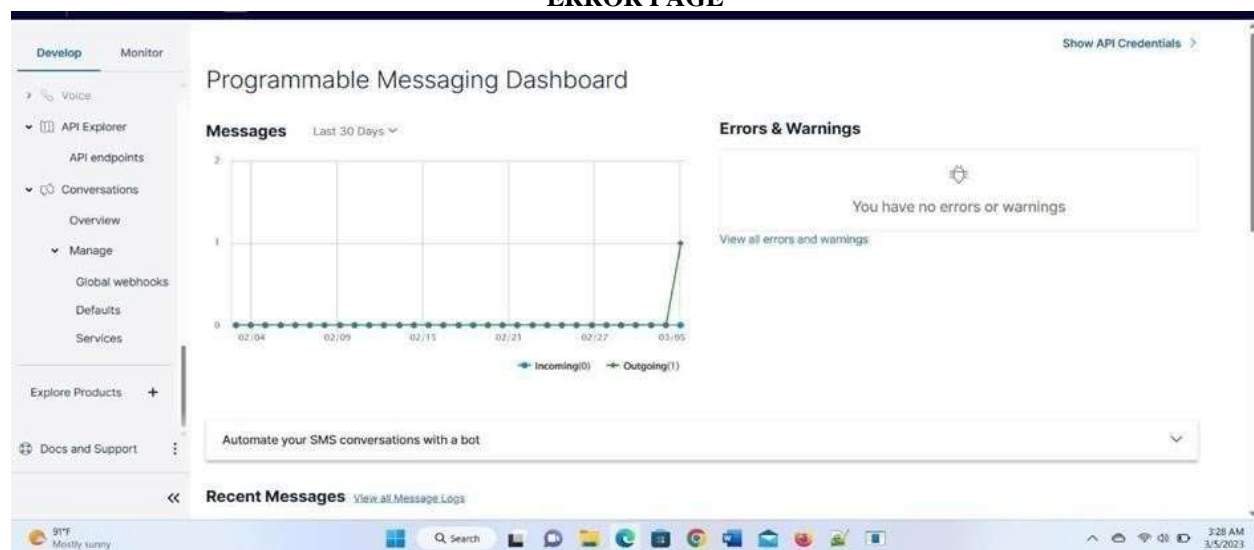 ERROR PAGE
Develop Monitor
Show API Credentials >
Programmable Messaging Dashboard
Voice
API Explorer
Messages Last 30 Days
Errors & Warnings
API endpoints
2
Conversations
You have no errors or warnings
Overview
View all errors and warnings
1
Manage
Global webhooks
Defaults
0
Services
02/04 02/09 02/15 02/21 02/27 03/05
Incoming(0) Outgoing(1)
Explore Products +
Automate your SMS conversations with a bot
Docs and Support
Recent Messages View all Message Logs
91°F
Mostly sunny
Search
3:28 AM
3/5/2023